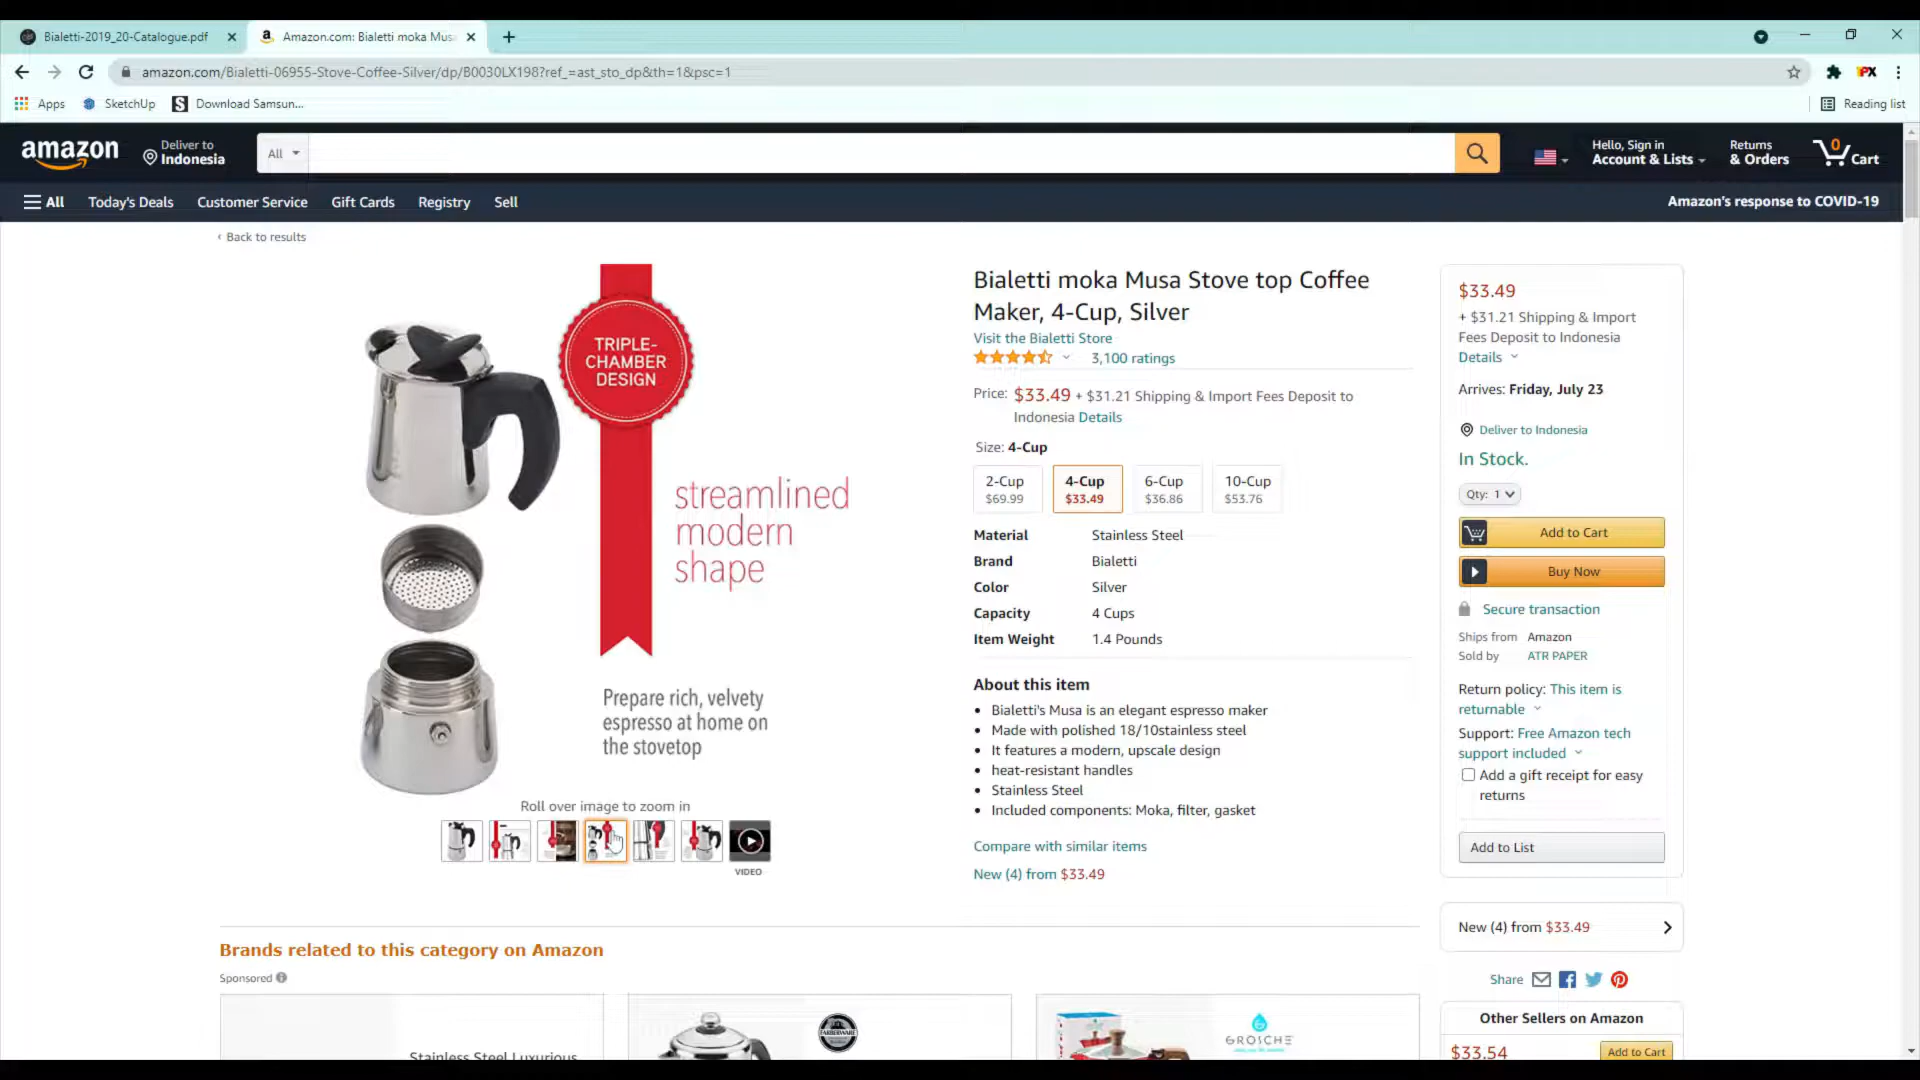 Bialetti-2019_20-Catalogue.pdf
Amazon.com: Bialetti moka Mus
amazon.com/Bialetti-06955-Stove-Coffee-Silver/dp/B0030LX198?ref_=ast_sto_dp&th=1&psc=1
Apps
SketchUp
Download Samsun...
Reading list
amazon
Deliver to
Indonesia
All
Hello, Sign in
Account & Lists
Returns
& Orders
0
Cart
All
Today's Deals
Customer Service
Gift Cards
Registry
Sell
Amazon's response to COVID-19
‹ Back to results
TRIPLE-
CHAMBER
DESIGN
streamlined
modern
shape
Prepare rich, velvety
espresso at home on
the stovetop
Roll over image to zoom in
VIDEO
Bialetti moka Musa Stove top Coffee
Maker, 4-Cup, Silver
Visit the Bialetti Store
3,100 ratings
Price: $33.49 + $31.21 Shipping & Import Fees Deposit to
Indonesia Details
Size: 4-Cup
2-Cup
$69.99
4-Cup
$33.49
6-Cup
$36.86
10-Cup
$53.76
Material Stainless Steel
Brand Bialetti
Color Silver
Capacity 4 Cups
Item Weight 1.4 Pounds
About this item
• Bialetti's Musa is an elegant espresso maker
• Made with polished 18/10stainless steel
• It features a modern, upscale design
• heat-resistant handles
• Stainless Steel
• Included components: Moka, filter, gasket
Compare with similar items
New (4) from $33.49
$33.49
+ $31.21 Shipping & Import
Fees Deposit to Indonesia
Details
Arrives: Friday, July 23
Deliver to Indonesia
In Stock.
Qty: 1
Add to Cart
Buy Now
Secure transaction
Ships from Amazon
Sold by ATR PAPER
Return policy: This item is
returnable
Support: Free Amazon tech
support included
Add a gift receipt for easy
returns
Add to List
New (4) from $33.49
Share
Other Sellers on Amazon
$33.54
Add to Cart
Brands related to this category on Amazon
Sponsored
Stainless Steel Luxurious
FARBERWARE
GROSCHE